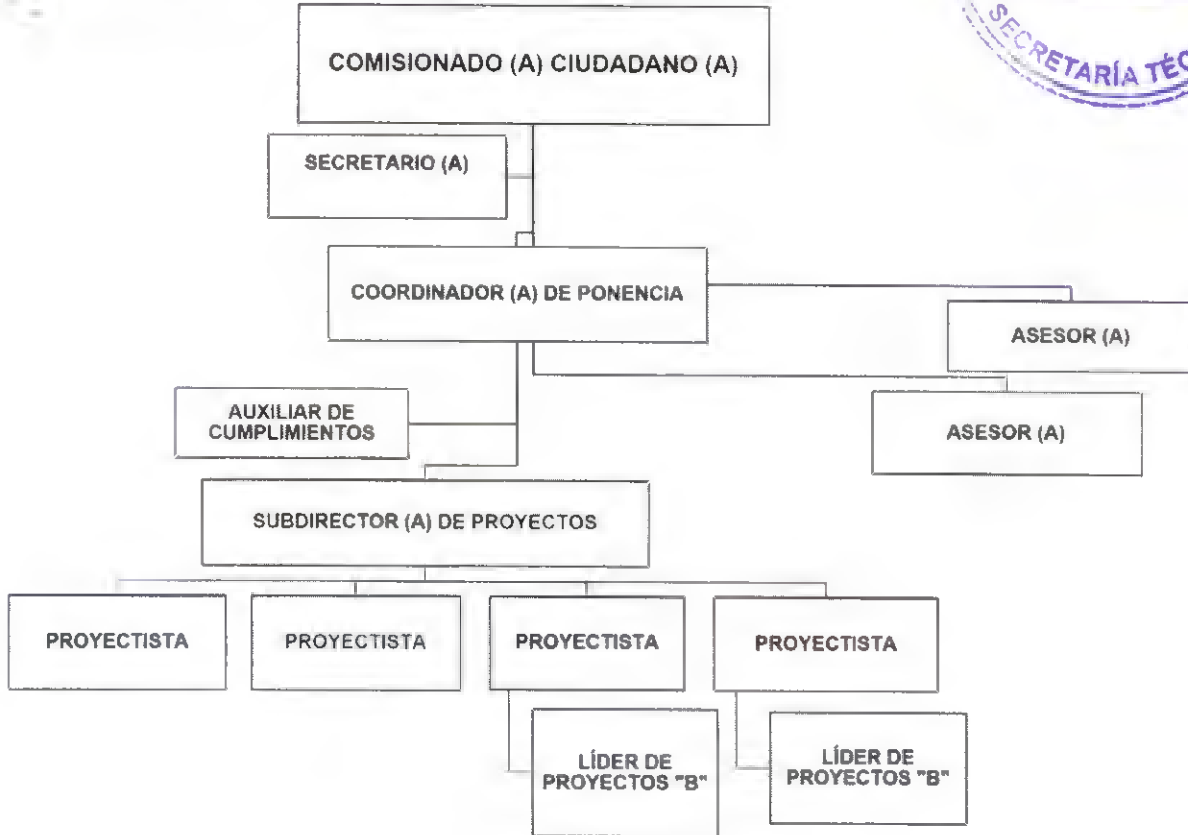 SECRETARÍA TÉC
COMISIONADO (A) CIUDADANO (A)
SECRETARIO (A)
COORDINADOR (A) DE PONENCIA
ASESOR (A)
ASESOR (A)
AUXILIAR DE
CUMPLIMIENTOS
SUBDIRECTOR (A) DE PROYECTOS
PROYECTISTA
PROYECTISTA
PROYECTISTA
PROYECTISTA
LÍDER DE
PROYECTOS "B"
LÍDER DE
PROYECTOS "B"